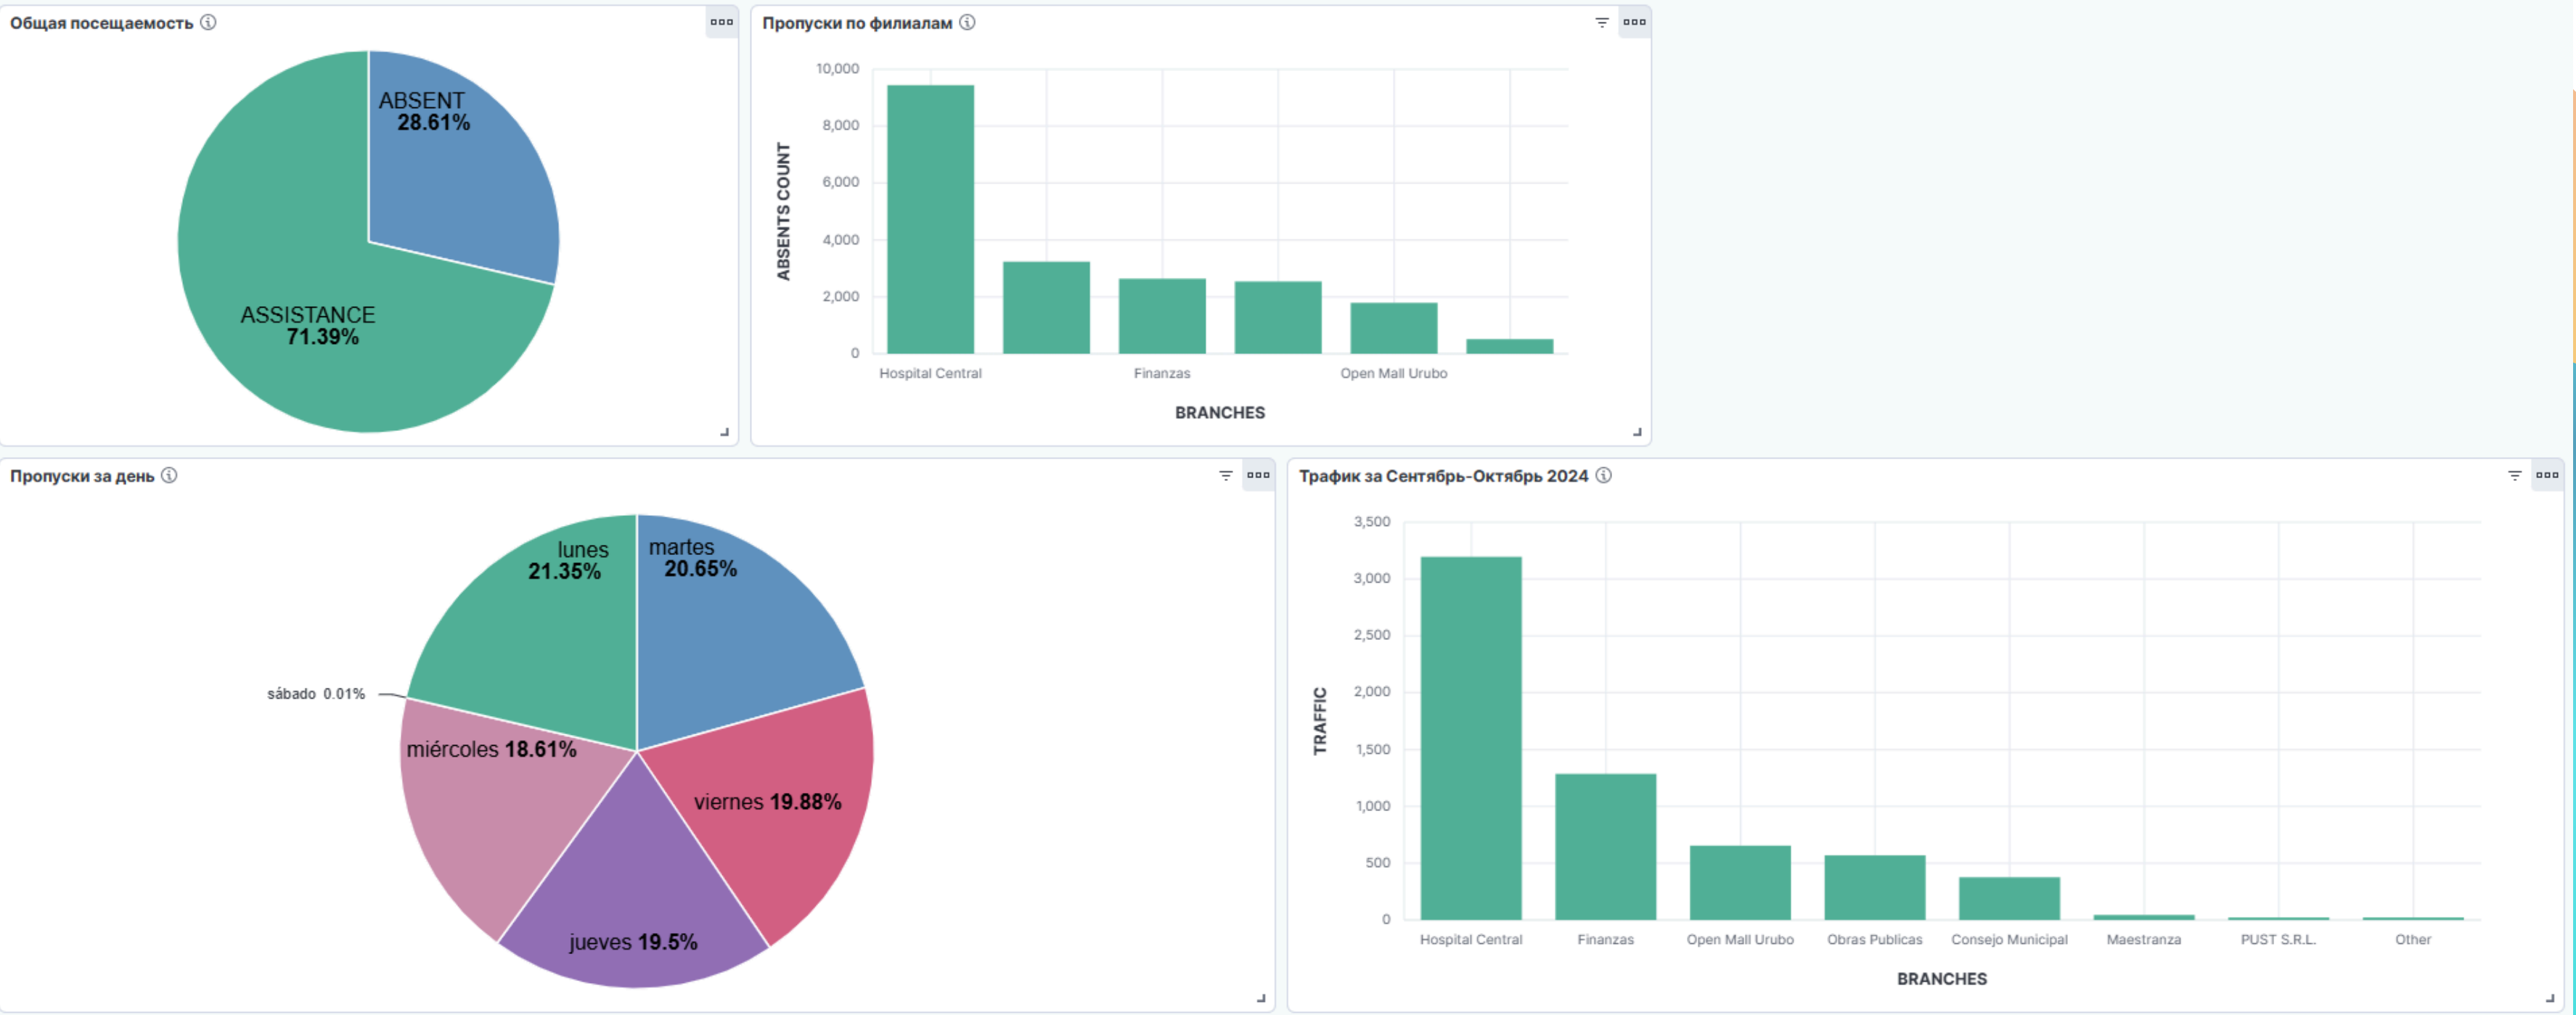 Общая посещаемость
ABSENT
28.61%
ASSISTANCE
71.39%
Пропуски по филиалам
10,000
8,000
6,000
4,000
2,000
0
ABSENTS COUNT
Hospital Central
Finanzas
Open Mall Urubo
BRANCHES
Пропуски за день
lunes
21.35%
martes
20.65%
sábado 0.01%
miércoles 18.61%
viernes 19.88%
jueves 19.5%
Трафик за Сентябрь-Октябрь 2024
3,500
3,000
2,500
2,000
1,500
1,000
500
0
TRAFFIC
Hospital Central
Finanzas
Open Mall Urubo
Obras Publicas
Consejo Municipal
Maestranza
PUST S.R.L.
Other
BRANCHES